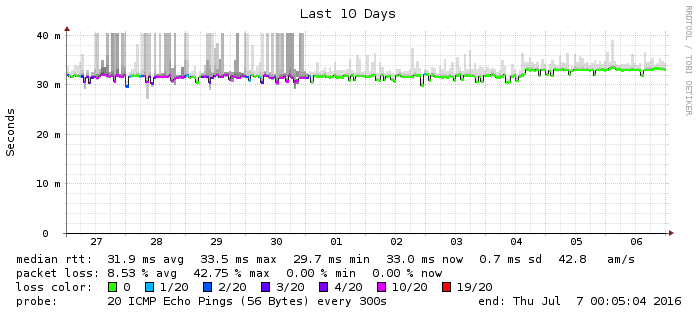 Last 10 Days
RRDTOOL / TOBI OETIKER
Seconds
40 m
30 m
20 m
10 m
0
27 28 29 30 01 02 03 04 05 06
median rtt: 31.9 ms avg 33.5 ms max 29.7 ms min 33.0 ms now 0.7 ms sd 42.8 am/s
packet loss: 8.53 % avg 42.75 % max 0.00 % min 0.00 % now
loss color: 0 1/20 2/20 3/20 4/20 10/20 19/20
probe: 20 ICMP Echo Pings (56 Bytes) every 300s end: Thu Jul 7 00:05:04 2016